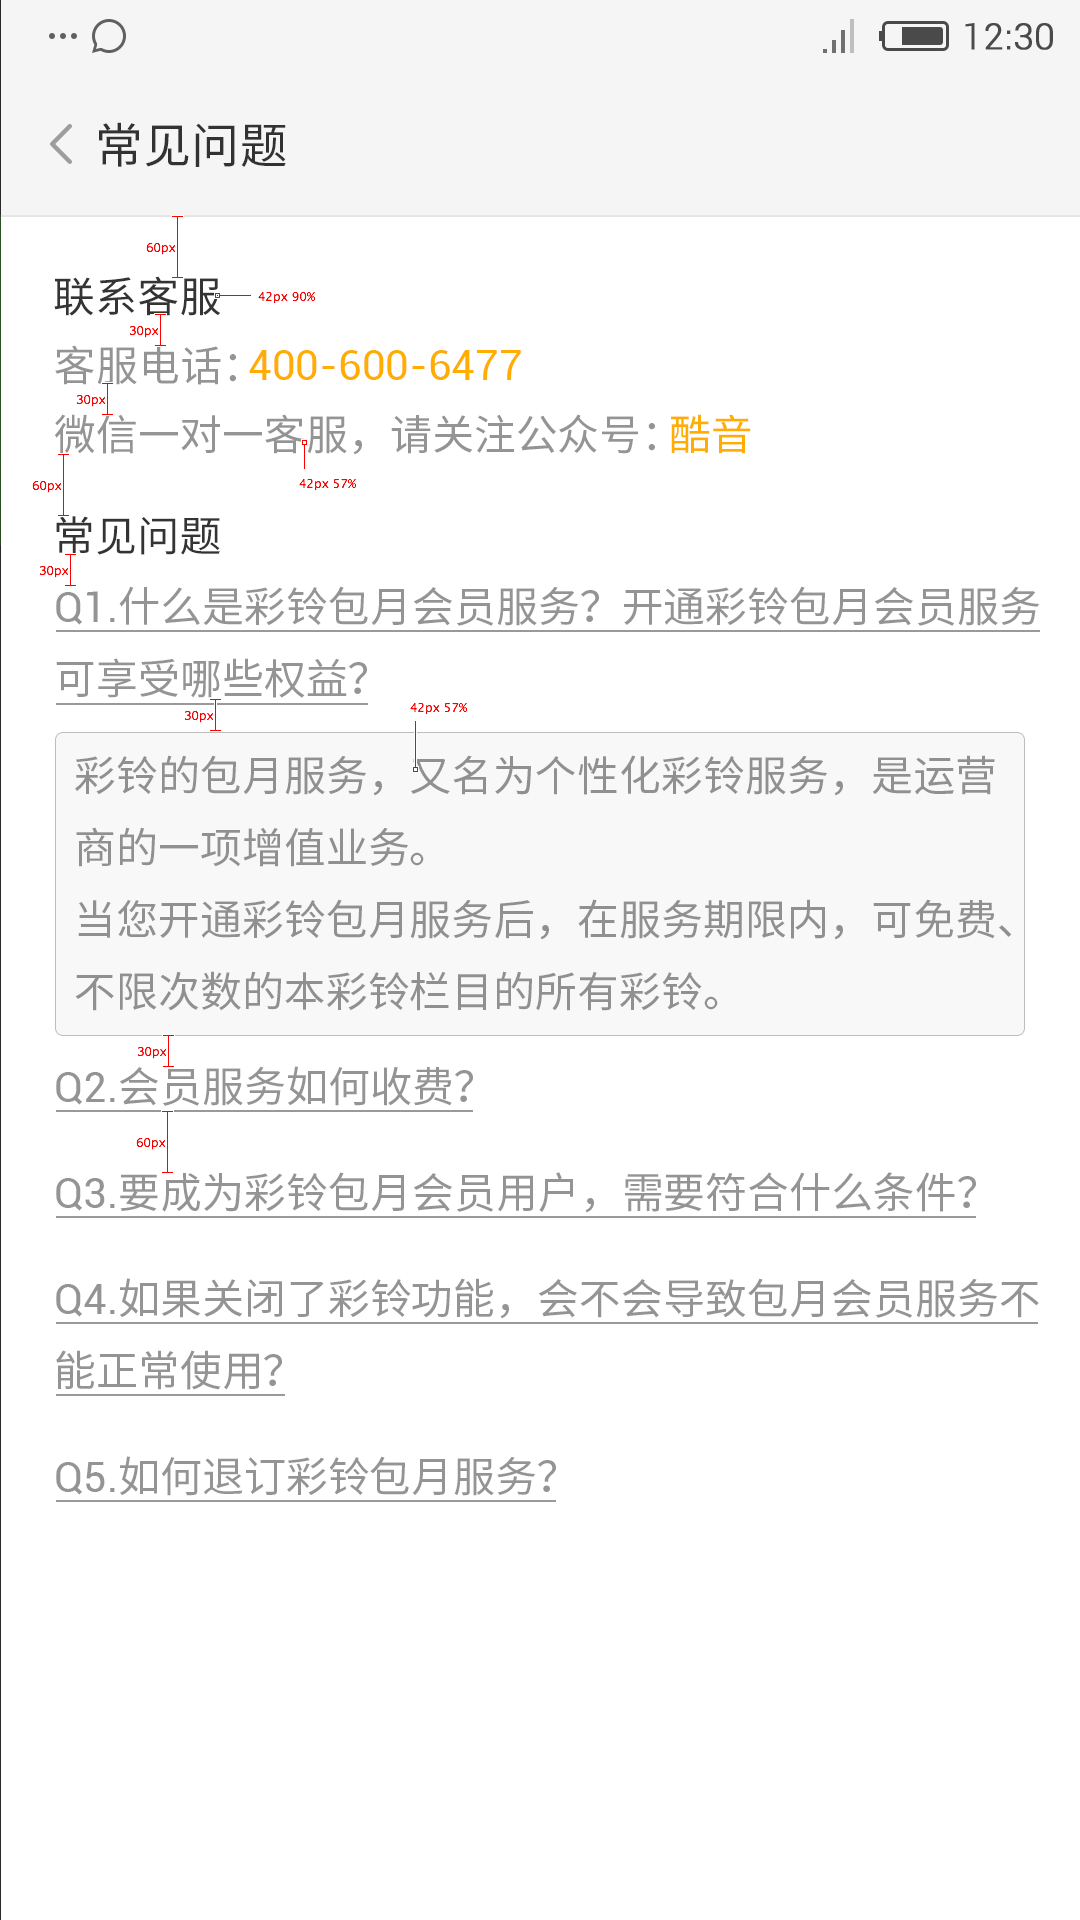 12:30
常见问题
60px
联系客服
42px 90%
30px
客服电话：400-600-6477
30px
微信一对一客服，请关注公众号：酷音
60px
42px 57%
常见问题
30px
Q1.什么是彩铃包月会员服务？开通彩铃包月会员服务
可享受哪些权益？
30px
42px 57%
彩铃的包月服务，又名为个性化彩铃服务，是运营
商的一项增值业务。
当您开通彩铃包月服务后，在服务期限内，可免费、
不限次数的本彩铃栏目的所有彩铃。
30px
Q2.会员服务如何收费？
60px
Q3.要成为彩铃包月会员用户，需要符合什么条件？
Q4.如果关闭了彩铃功能，会不会导致包月会员服务不
能正常使用？
Q5.如何退订彩铃包月服务？